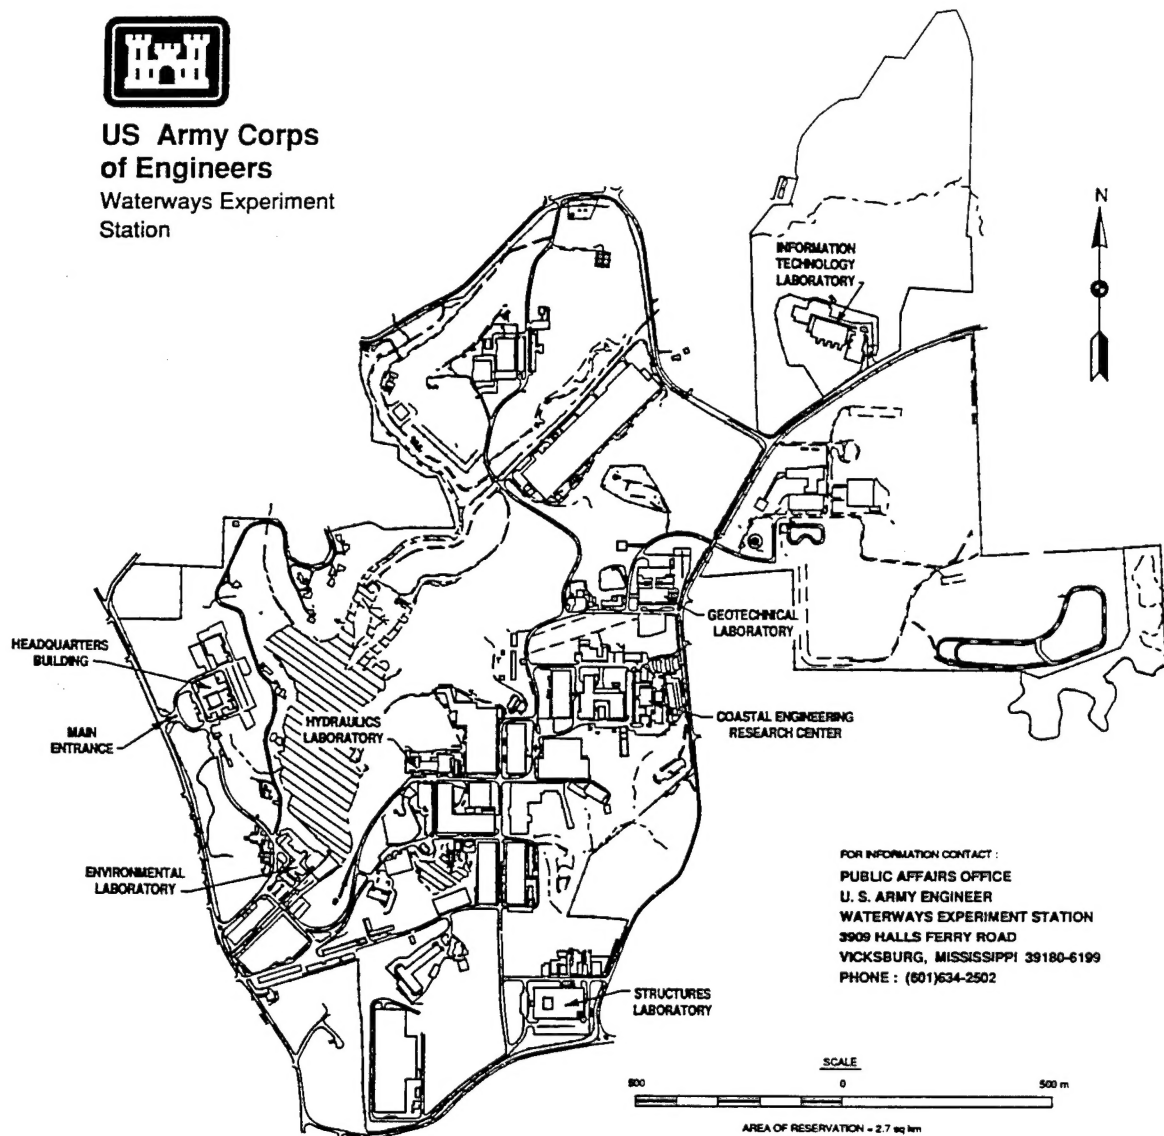 US Army Corps
of Engineers
Waterways Experiment
Station
N
INFORMATION
TECHNOLOGY
LABORATORY
GEOTECHNICAL
LABORATORY
HEADQUARTERS
BUILDING
MAIN
ENTRANCE
HYDRAULICS
LABORATORY
COASTAL ENGINEERING
RESEARCH CENTER
ENVIRONMENTAL
LABORATORY
STRUCTURES
LABORATORY
FOR INFORMATION CONTACT :
PUBLIC AFFAIRS OFFICE
U. S. ARMY ENGINEER
WATERWAYS EXPERIMENT STATION
3909 HALLS FERRY ROAD
VICKSBURG, MISSISSIPPI 39180-6199
PHONE : (601)634-2502
SCALE
500 0 500 m
AREA OF RESERVATION = 2.7 sq km